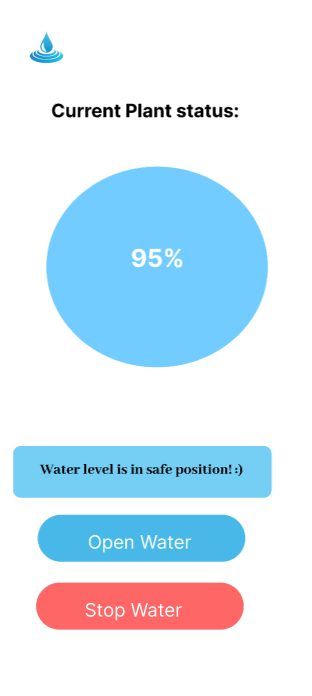 Current Plant status:
95%
Water level is in safe position! :)
Open Water
Stop Water